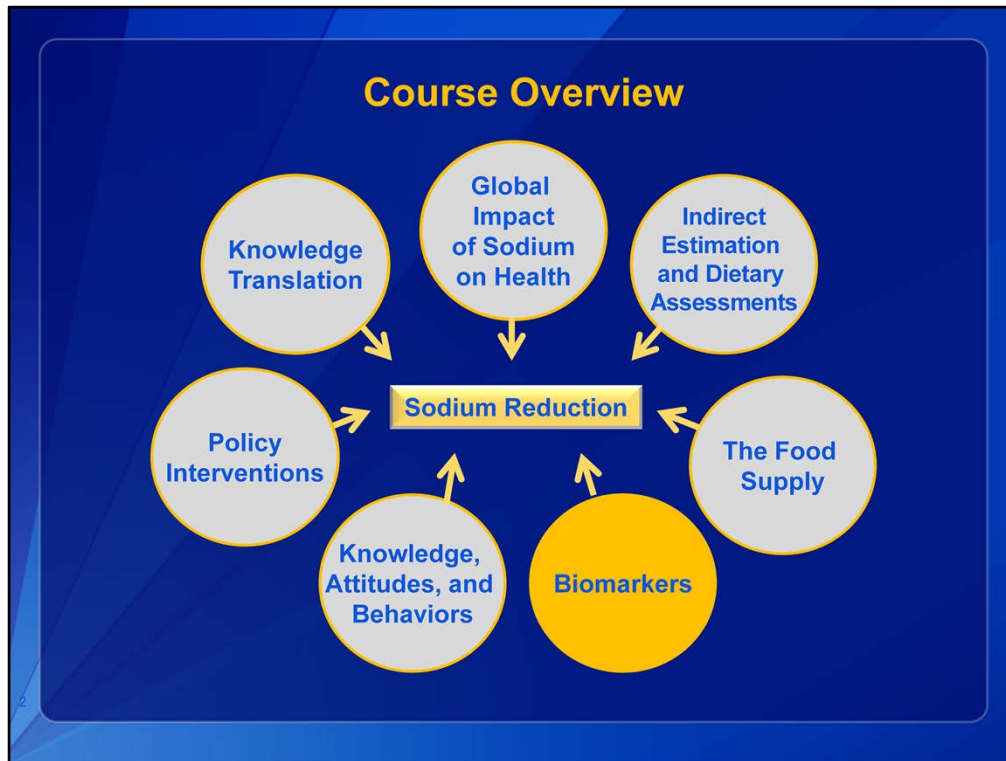 Course Overview
Global
Impact
of Sodium
on Health
Indirect
Estimation
and Dietary
Assessments
The Food
Supply
Biomarkers
Knowledge,
Attitudes, and
Behaviors
Policy
Interventions
Knowledge
Translation
Sodium Reduction
2